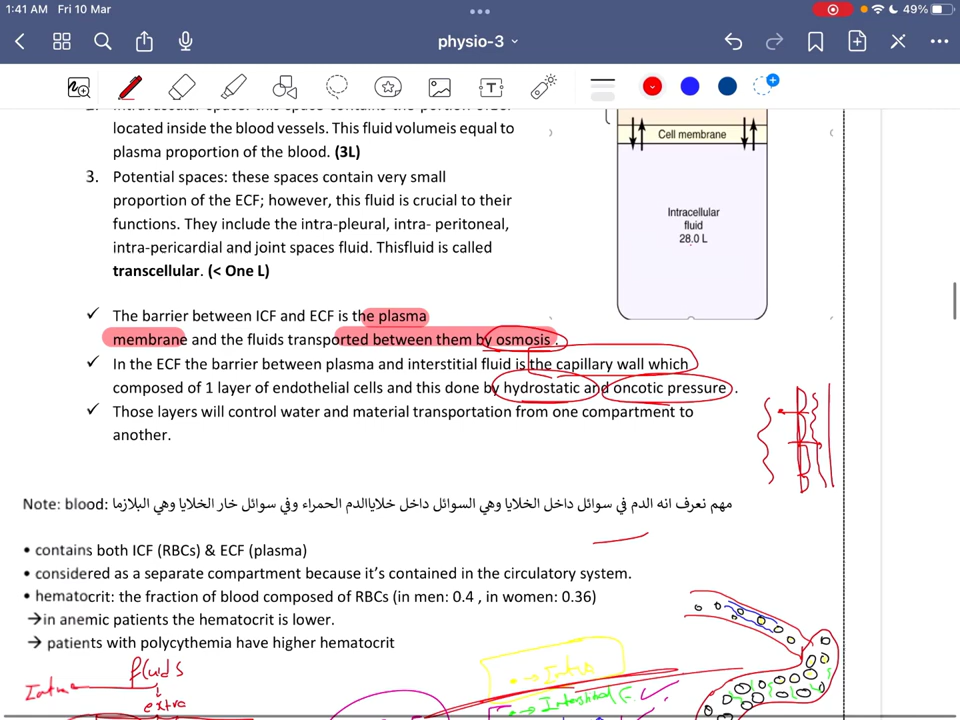 1:41 AM Fri 10 Mar
49%
physio-3
located inside the blood vessels. This fluid volumeis equal to
plasma proportion of the blood. (3L)
3. Potential spaces: these spaces contain very small
proportion of the ECF; however, this fluid is crucial to their
functions. They include the intra-pleural, intra- peritoneal,
intra-pericardial and joint spaces fluid. Thisfluid is called
transcellular. (< One L)
Cell membrane
Intracellular
fluid
28.0 L
✓ The barrier between ICF and ECF is the plasma
membrane and the fluids transported between them by osmosis .
✓ In the ECF the barrier between plasma and interstitial fluid is the capillary wall which
composed of 1 layer of endothelial cells and this done by hydrostatic and oncotic pressure .
✓ Those layers will control water and material transportation from one compartment to
another.
Note: blood: مهم نعرف انه الدم في سوائل داخل الخلايا وهي السوائل داخل خلاياالدم الحمراء وفي سوائل خار الخلايا وهي البلازما
• contains both ICF (RBCs) & ECF (plasma)
• considered as a separate compartment because it's contained in the circulatory system.
• hematocrit: the fraction of blood composed of RBCs (in men: 0.4 , in women: 0.36)
→in anemic patients the hematocrit is lower.
→ patients with polycythemia have higher hematocrit
fluids
extra
• → Intra